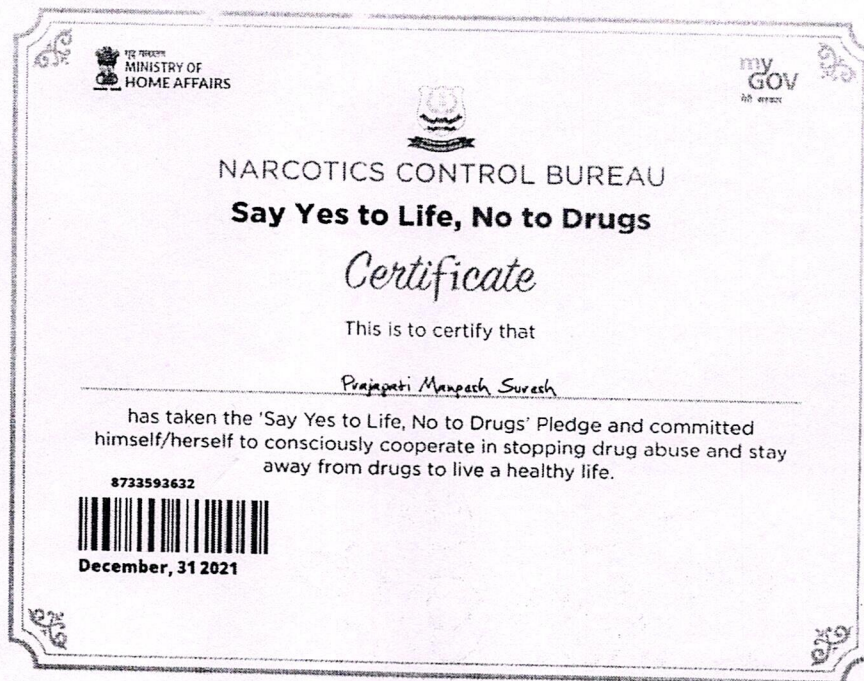 गृह मंत्रालय
MINISTRY OF
HOME AFFAIRS
my
GOV
मेरी सरकार
NARCOTICS CONTROL BUREAU
Say Yes to Life, No to Drugs
Certificate
This is to certify that
Prajapati Manpash Suresh
has taken the 'Say Yes to Life, No to Drugs' Pledge and committed
himself/herself to consciously cooperate in stopping drug abuse and stay
away from drugs to live a healthy life.
8733593632
December, 31 2021